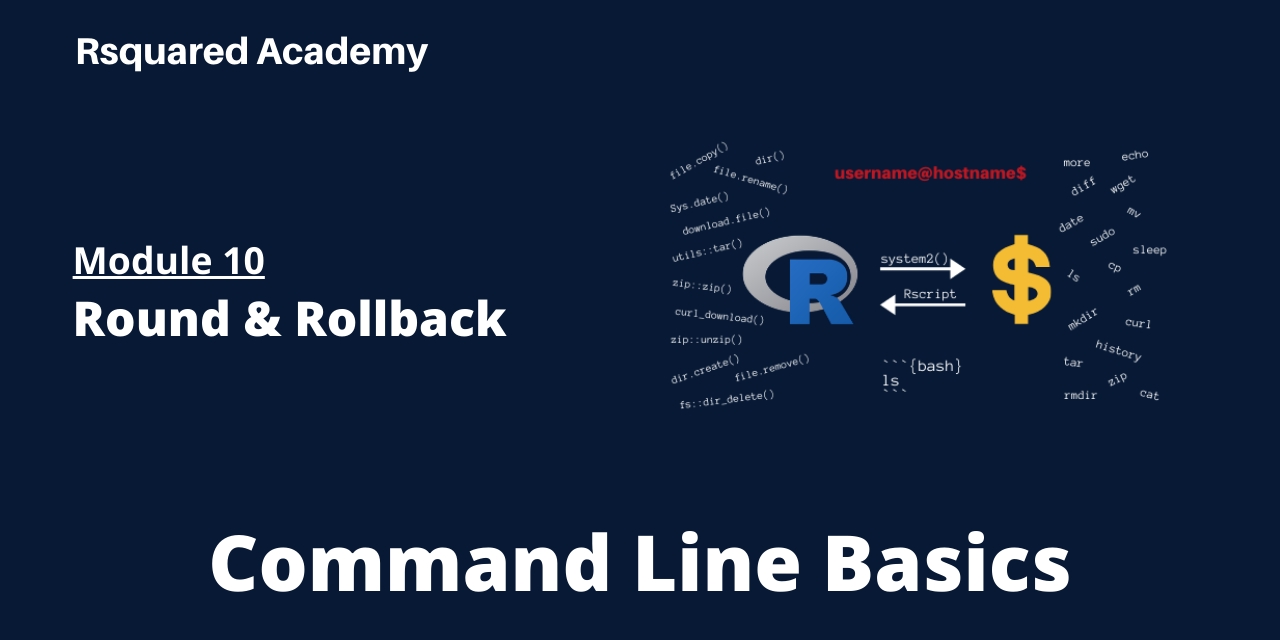 Rsquared Academy
Module 10
Round & Rollback
file.copy()
dir()
file.rename()
Sys.date()
download.file()
utils::tar()
zip::zip()
curl_download()
zip::unzip()
dir.create()
file.remove()
fs::dir_delete()
username@hostname$
R
system2()
Rscript
$
```{bash}
ls
```
more
echo
diff
wget
date
mv
sudo
sleep
ls
cp
rm
mkdir
curl
history
tar
zip
rmdir
cat
Command Line Basics